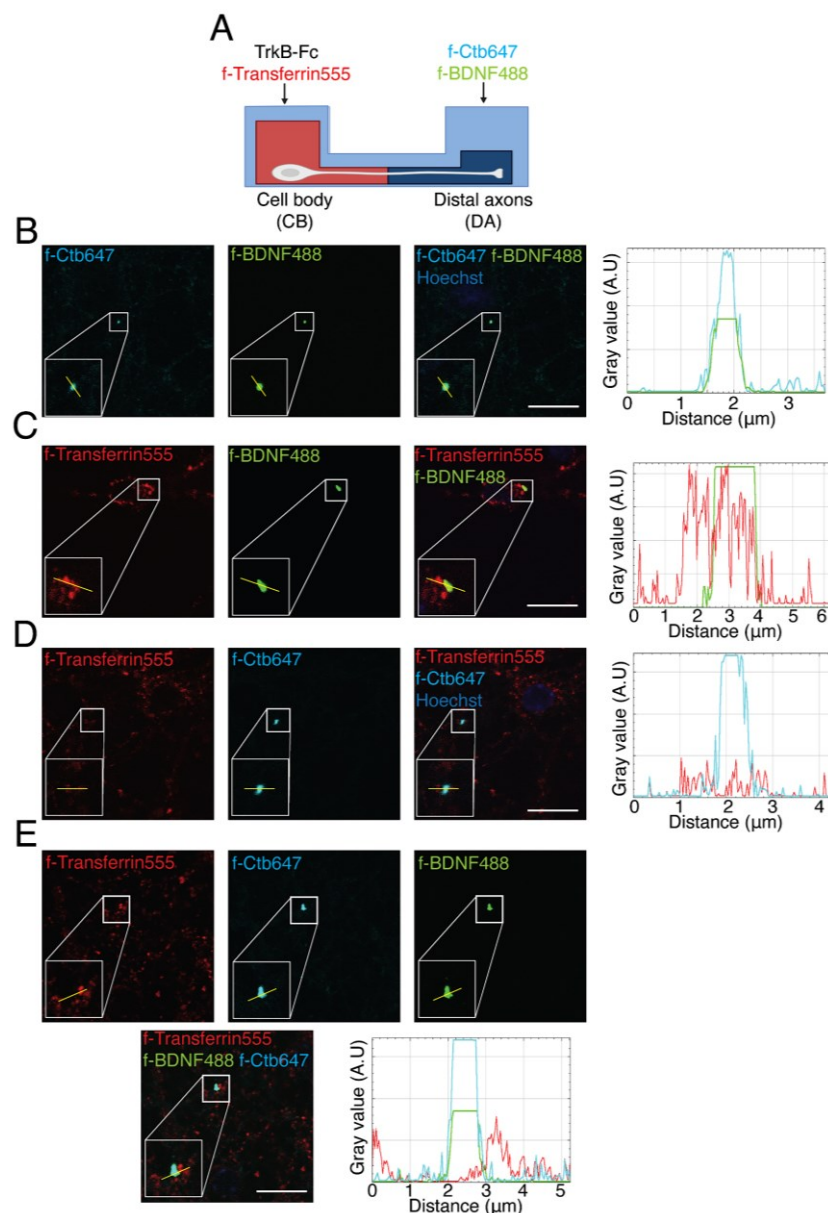 A
TrkB-Fc
f-Transferrin555
f-Ctb647
f-BDNF488
Cell body
(CB)
Distal axons
(DA)
B
f-Ctb647
f-BDNF488
f-Ctb647 f-BDNF488
Hoechst
Gray value (A.U)
0 1 2 3
Distance (µm)
C
f-Transferrin555
f-BDNF488
f-Transferrin555
f-BDNF488
Gray value (A.U)
0 1 2 3 4 5 6
Distance (µm)
D
f-Transferrin555
f-Ctb647
f-Transferrin555
f-Ctb647
Hoechst
Gray value (A.U)
0 1 2 3 4
Distance (µm)
E
f-Transferrin555
f-Ctb647
f-BDNF488
f-Transferrin555
f-BDNF488 f-Ctb647
Gray value (A.U)
0 1 2 3 4 5
Distance (µm)